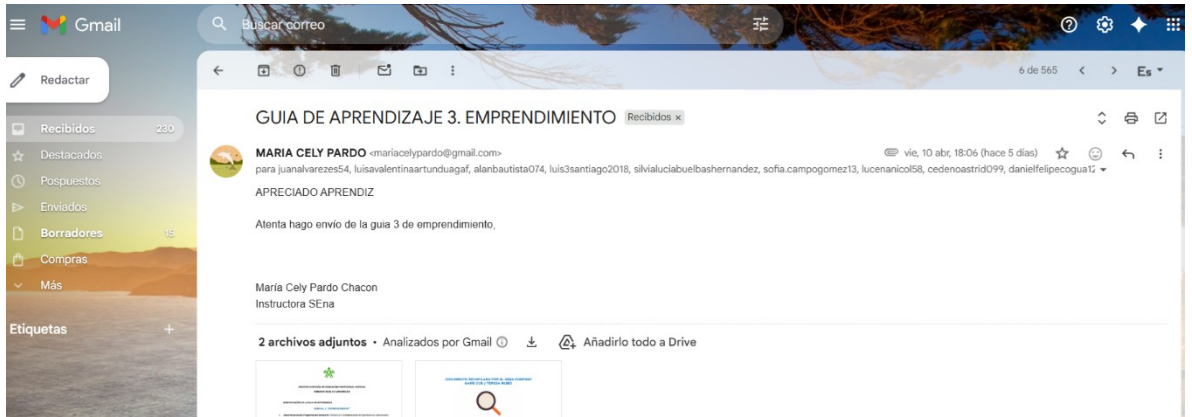 Gmail
Buscar correo
Redactar
6 de 565
Es
Recibidos 230
Destacados
Pospuestos
Enviados
Borradores 15
Compras
Más
Etiquetas
GUIA DE APRENDIZAJE 3. EMPRENDIMIENTO Recibidos x
MARIA CELY PARDO <mariacelypardo@gmail.com> vie, 10 abr, 18:06 (hace 5 días)
para juanalvarezes54, luisavalentinaartunduagaf, alanbautista074, luis3santiago2018, silvialuciabuelbashernandez, sofia.campogomez13, lucenanicol58, cedenoastrid099, danielfelipecogua12
APRECIADO APRENDIZ
Atenta hago envío de la guia 3 de emprendimiento,
María Cely Pardo Chacon
Instructora SEna
2 archivos adjuntos • Analizados por Gmail
Añadirlo todo a Drive